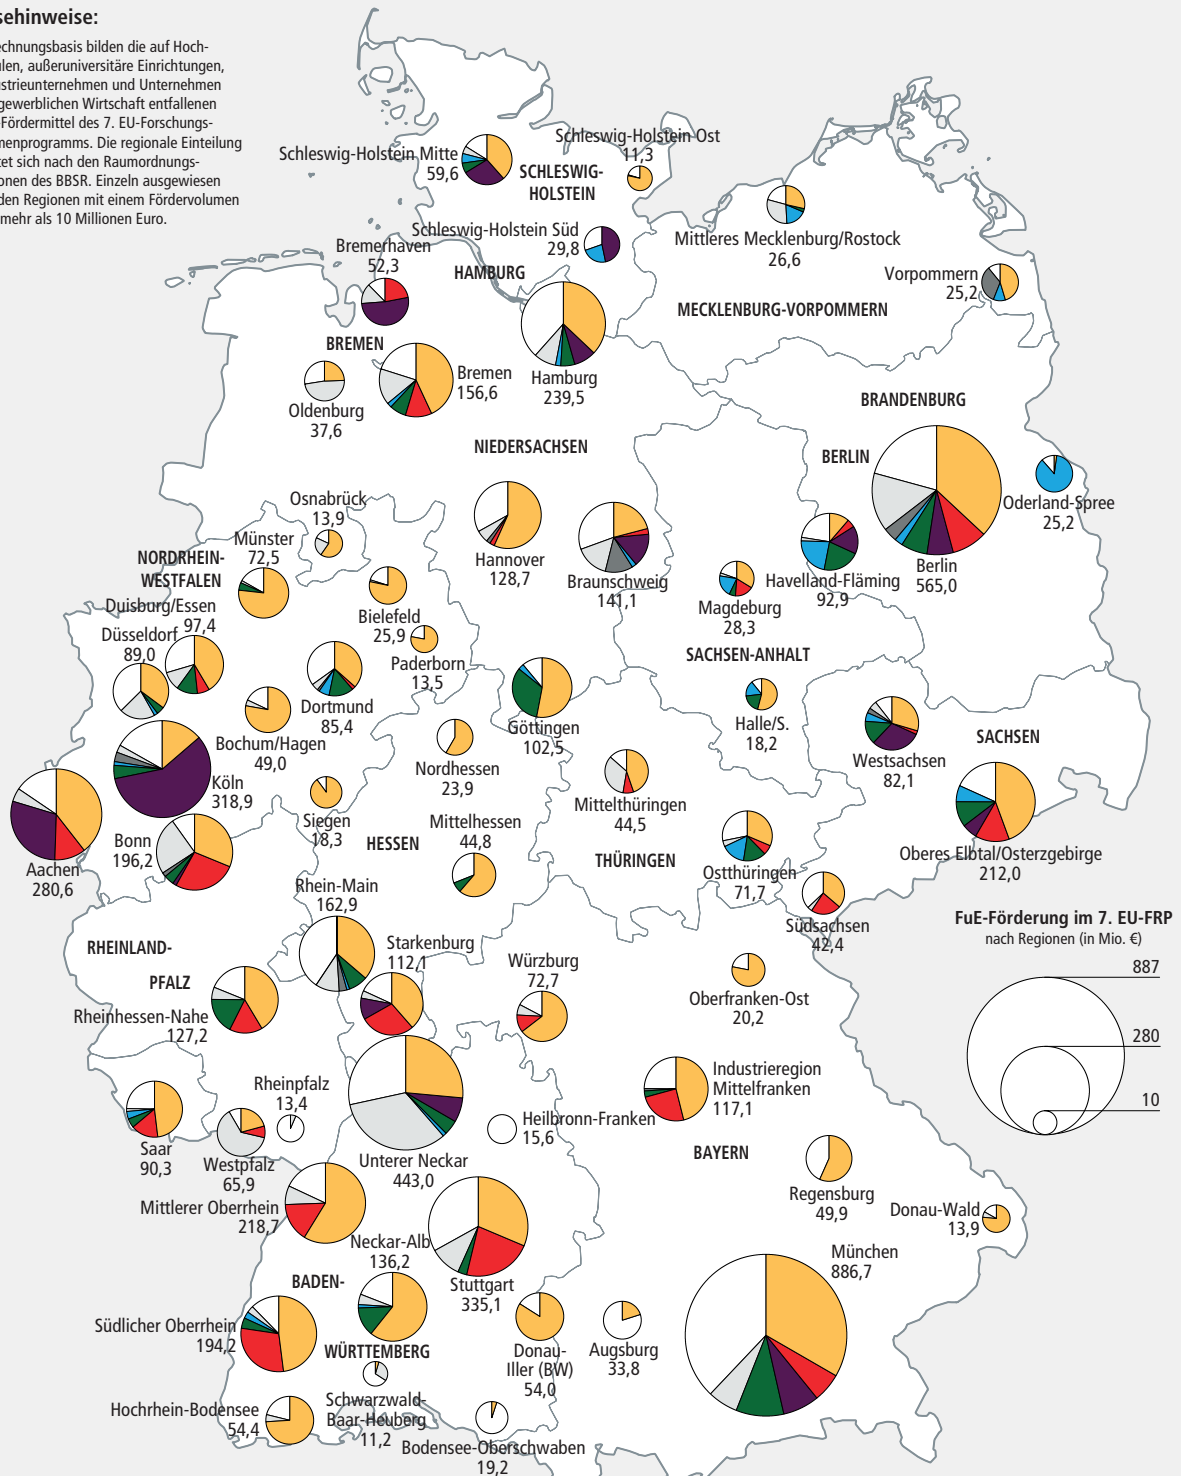 sehinweise:
echnungsbasis bilden die auf Hoch-
ulen, außeruniversitäre Einrichtungen,
ustrieunternehmen und Unternehmen
gewerblichen Wirtschaft entfallenen
-Fördermittel des 7. EU-Forschungs-
menprogramms. Die regionale Einteilung
tet sich nach den Raumordnungs-
onen des BBSR. Einzeln ausgewiesen
den Regionen mit einem Fördervolumen
mehr als 10 Millionen Euro.
Schleswig-Holstein Mitte
59,6
Schleswig-Holstein Ost
11,3
SCHLESWIG-
HOLSTEIN
Schleswig-Holstein Süd
29,8
Mittleres Mecklenburg/Rostock
26,6
Vorpommern
25,2
MECKLENBURG-VORPOMMERN
Bremerhaven
52,3
HAMBURG
BREMEN
Bremen
156,6
Hamburg
239,5
Oldenburg
37,6
NIEDERSACHSEN
BRANDENBURG
BERLIN
Oderland-Spree
25,2
Osnabrück
13,9
Münster
72,5
NORDRHEIN-
WESTFALEN
Hannover
128,7
Braunschweig
141,1
Magdeburg
28,3
Havelland-Fläming
92,9
Berlin
565,0
Duisburg/Essen
97,4
Düsseldorf
89,0
Bielefeld
25,9
Paderborn
13,5
SACHSEN-ANHALT
Dortmund
85,4
Göttingen
102,5
Halle/S.
18,2
Westsachsen
82,1
SACHSEN
Bochum/Hagen
49,0
Nordhessen
23,9
Köln
318,9
Mittelthüringen
44,5
Siegen
18,3
HESSEN
Mittelhessen
44,8
THÜRINGEN
Ostthüringen
71,7
Oberes Elbtal/Osterzgebirge
212,0
Bonn
196,2
Aachen
280,6
Rhein-Main
162,9
Südsachsen
42,4
FuE-Förderung im 7. EU-FRP
nach Regionen (in Mio. €)
887
280
10
RHEINLAND-
PFALZ
Starkenburg
112,1
Würzburg
72,7
Oberfranken-Ost
20,2
Rheinhessen-Nahe
127,2
Industrieregion
Mittelfranken
117,1
Rheinpfalz
13,4
Heilbronn-Franken
15,6
Saar
90,3
Westpfalz
65,9
Unterer Neckar
443,0
BAYERN
Regensburg
49,9
Donau-Wald
13,9
Mittlerer Oberrhein
218,7
Neckar-Alb
136,2
Stuttgart
335,1
München
886,7
BADEN-
WÜRTTEMBERG
Südlicher Oberrhein
194,2
Donau-
Iller (BW)
54,0
Augsburg
33,8
Schwarzwald-
Baar-Heuberg
11,2
Hochrhein-Bodensee
54,4
Bodensee-Oberschwaben
19,2